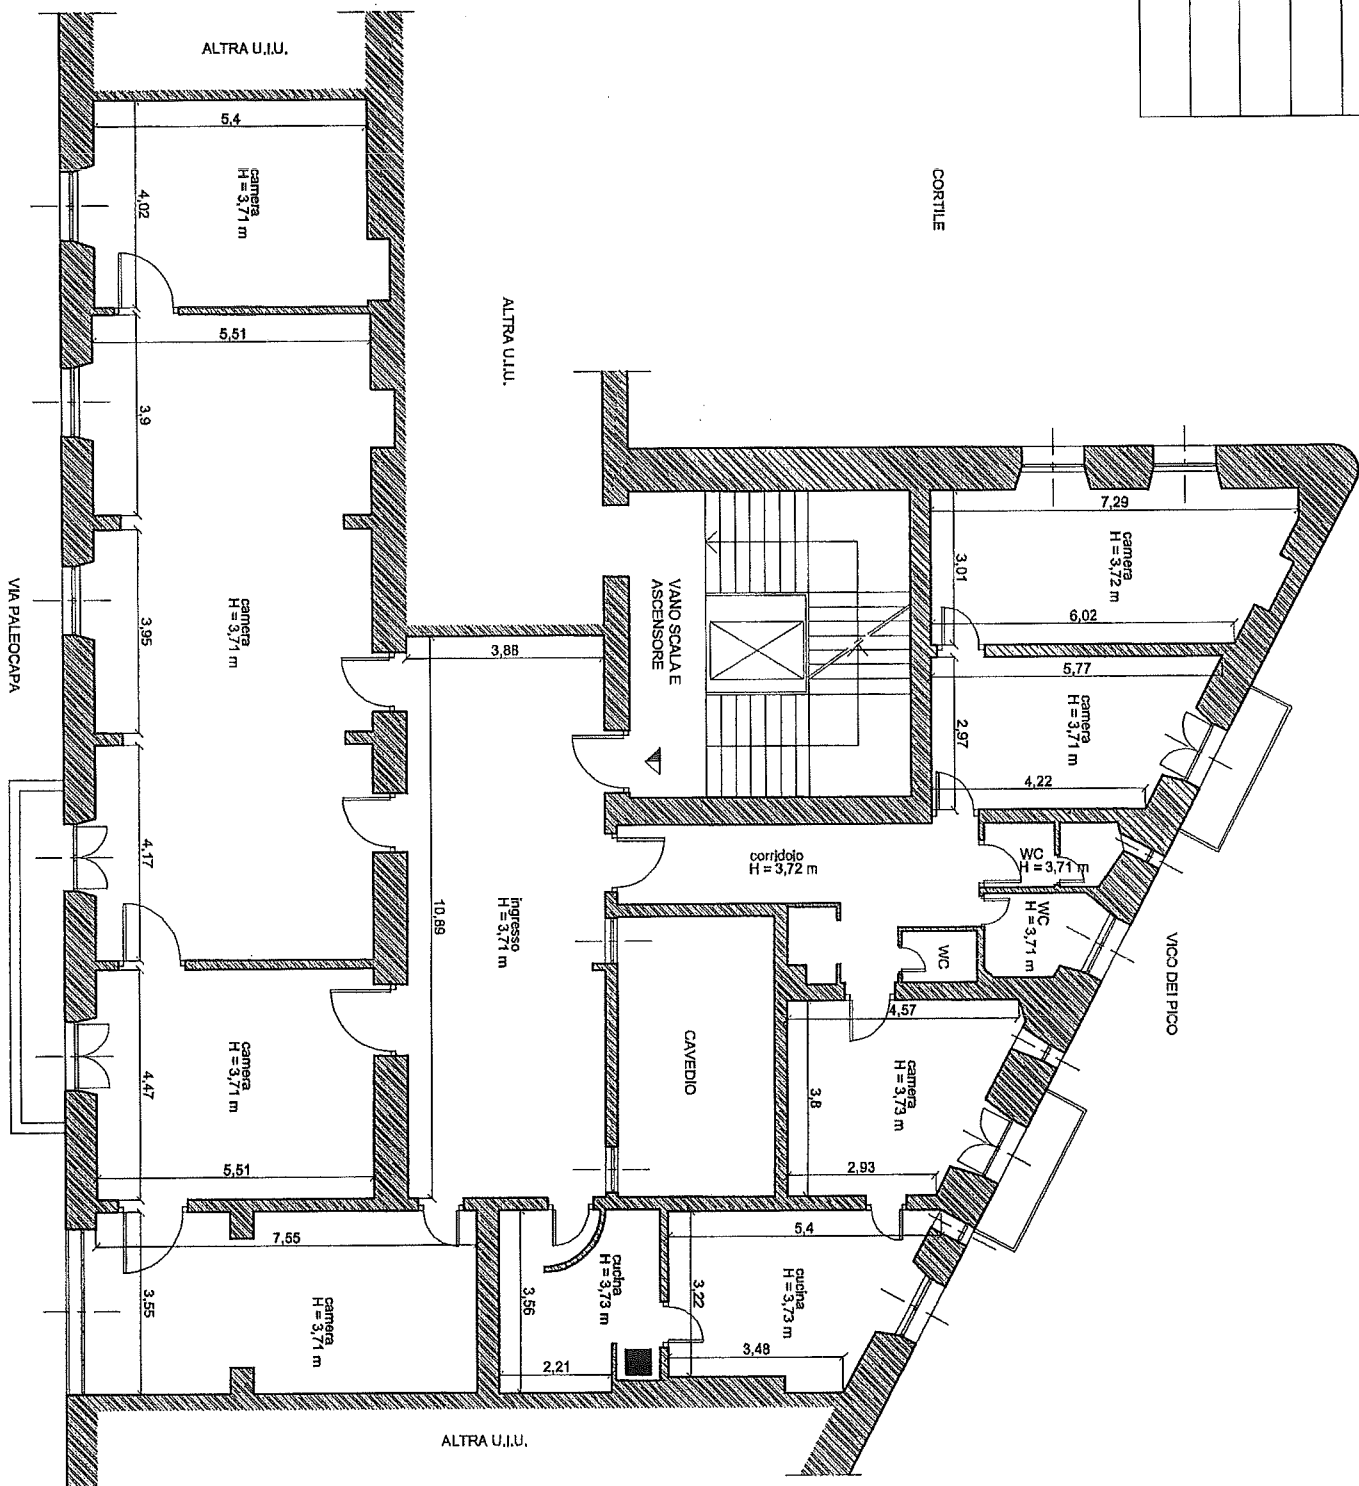 ALTRA U.I.U.
5,4
camera
H = 3,71 m
4,02
CORTILE
ALTRA U.I.U.
5,51
3,9
7,29
camera
H = 3,72 m
3,01
6,02
VANO SCALA E
ASCENSORE
camera
H = 3,71 m
3,95
VIA PALEOCAPA
3,88
5,77
camera
H = 3,71 m
2,97
4,22
4,17
corridoio
H = 3,72 m
WC
H = 3,71 m
ingresso
H = 3,71 m
10,89
WC
H = 3,71 m
WC
VICO DEI PICO
4,57
CAVEDIO
camera
H = 3,71 m
4,47
camera
H = 3,73 m
3,8
5,51
2,93
7,55
5,4
3,55
camera
H = 3,71 m
3,56
cucina
H = 3,73 m
3,22
cucina
H = 3,73 m
2,21
3,48
ALTRA U.I.U.